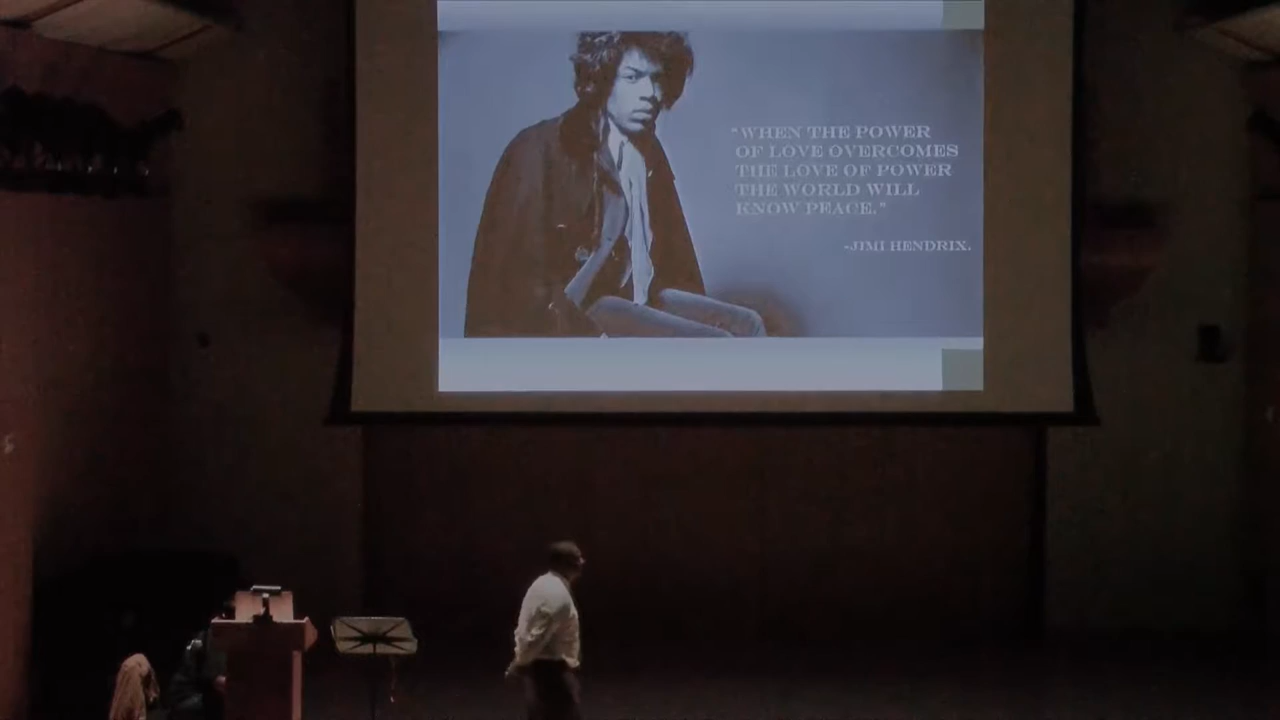 "WHEN THE POWER
OF LOVE OVERCOMES
THE LOVE OF POWER
THE WORLD WILL
KNOW PEACE."
-JIMI HENDRIX.